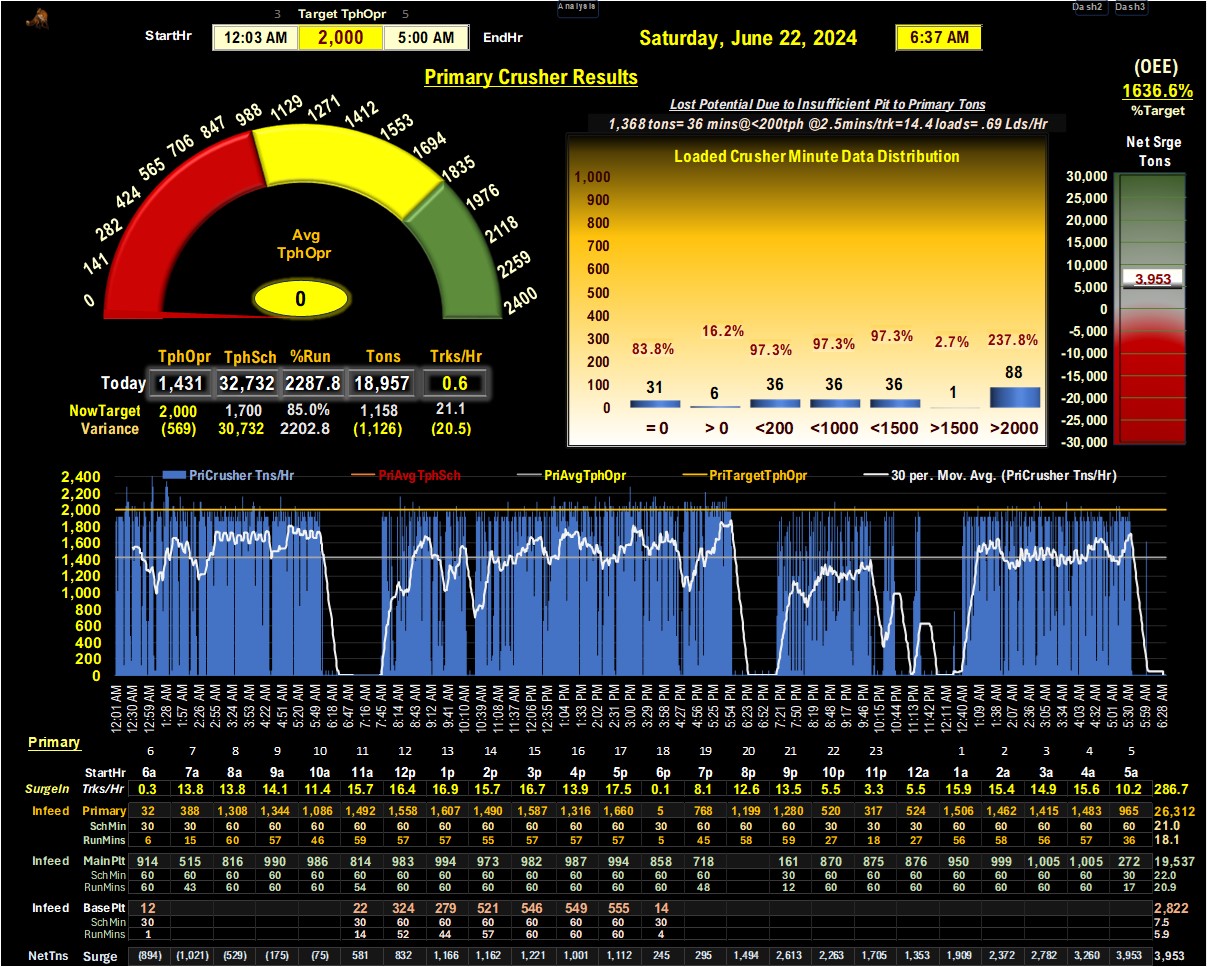 3 Target TphOpr 5 Analysis Dash2 Dash3
StartHr 12:03 AM 2,000 5:00 AM EndHr Saturday, June 22, 2024 6:37 AM
Primary Crusher Results
(OEE)
1636.6%
%Target
Lost Potential Due to Insufficient Pit to Primary Tons
1,368 tons= 36 mins@<200tph @2.5mins/trk=14.4 loads= .69 Lds/Hr
0 141 282 424 565 706 847 988 1129 1271 1412 1553 1694 1835 1976 2118 2259 2400
Avg
TphOpr
0
Loaded Crusher Minute Data Distribution
1,000
900
800
700
600
500
400
300
200
100
0
83.8% 16.2% 97.3% 97.3% 97.3% 2.7% 237.8%
31 6 36 36 36 1 88
= 0 > 0 <200 <1000 <1500 >1500 >2000
Net Srge
Tons
30,000
25,000
20,000
15,000
10,000
5,000
0
-5,000
-10,000
-15,000
-20,000
-25,000
-30,000
3,953
TphOpr TphSch %Run Tons Trks/Hr
Today 1,431 32,732 2287.8 18,957 0.6
NowTarget 2,000 1,700 85.0% 1,158 21.1
Variance (569) 30,732 2202.8 (1,126) (20.5)
PriCrusher Tns/Hr PriAvgTphSch PriAvgTphOpr PriTargetTphOpr 30 per. Mov. Avg. (PriCrusher Tns/Hr)
2,400
2,200
2,000
1,800
1,600
1,400
1,200
1,000
800
600
400
200
0
12:01 AM 12:30 AM 12:59 AM 1:28 AM 1:57 AM 2:26 AM 2:55 AM 3:24 AM 3:53 AM 4:22 AM 4:51 AM 5:20 AM 5:49 AM 6:18 AM 6:47 AM 7:16 AM 7:45 AM 8:14 AM 8:43 AM 9:12 AM 9:41 AM 10:10 AM 10:39 AM 11:08 AM 11:37 AM 12:06 PM 12:35 PM 1:04 PM 1:33 PM 2:02 PM 2:31 PM 3:00 PM 3:29 PM 3:58 PM 4:27 PM 4:56 PM 5:25 PM 5:54 PM 6:23 PM 6:52 PM 7:21 PM 7:50 PM 8:19 PM 8:48 PM 9:17 PM 9:46 PM 10:15 PM 10:44 PM 11:13 PM 11:42 PM 12:11 AM 12:40 AM 1:09 AM 1:38 AM 2:07 AM 2:36 AM 3:05 AM 3:34 AM 4:03 AM 4:32 AM 5:01 AM 5:30 AM 5:59 AM 6:28 AM
Primary
6 7 8 9 10 11 12 13 14 15 16 17 18 19 20 21 22 23 1 2 3 4 5
StartHr 6a 7a 8a 9a 10a 11a 12p 1p 2p 3p 4p 5p 6p 7p 8p 9p 10p 11p 12a 1a 2a 3a 4a 5a
SurgeIn Trks/Hr 0.3 13.8 13.8 14.1 11.4 15.7 16.4 16.9 15.7 16.7 13.9 17.5 0.1 8.1 12.6 13.5 5.5 3.3 5.5 15.9 15.4 14.9 15.6 10.2 286.7
Infeed Primary 32 388 1,308 1,344 1,086 1,492 1,558 1,607 1,490 1,587 1,316 1,660 5 768 1,199 1,280 520 317 524 1,506 1,462 1,415 1,483 965 26,312
SchMin 30 30 60 60 60 60 60 60 60 60 60 60 30 60 60 60 30 30 30 60 60 60 60 60 21.0
RunMins 6 15 60 57 46 59 57 57 55 60 56 60 5 45 58 59 27 18 27 56 58 56 57 36 18.1
Infeed MainPlt 914 515 816 990 986 814 983 994 973 982 987 994 858 718 161 870 875 876 950 999 1,005 1,005 272 19,537
SchMin 60 60 60 60 60 60 60 60 60 60 60 60 60 60 30 60 60 60 60 60 60 60 30 22.0
RunMins 60 43 60 60 60 54 60 60 60 60 60 60 60 48 12 60 60 60 60 60 60 60 17 20.9
Infeed BasePlt 12 22 324 279 521 546 549 555 14 2,822
SchMin 30 30 60 60 60 60 60 60 30 7.5
RunMins 1 14 52 44 57 60 60 60 4 5.9
NetTns Surge (894) (1,021) (529) (175) (75) 581 832 1,166 1,162 1,221 1,001 1,112 245 295 1,494 2,613 2,263 1,705 1,353 1,909 2,372 2,782 3,260 3,953 3,953